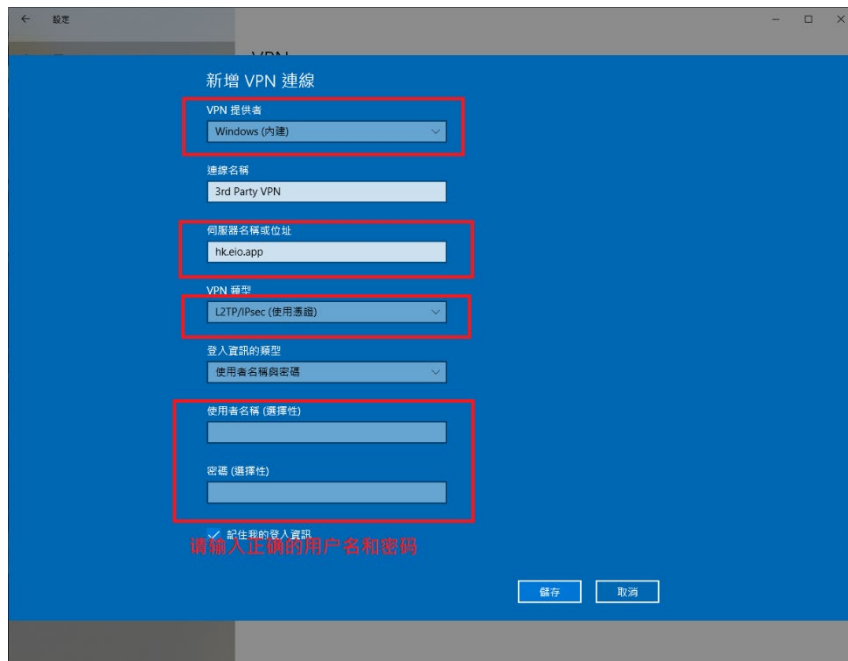 設定
VPN
新增 VPN 連線
VPN 提供者
Windows (內建)
連線名稱
3rd Party VPN
伺服器名稱或位址
hk.eio.app
VPN 類型
L2TP/IPsec (使用憑證)
登入資訊的類型
使用者名稱與密碼
使用者名稱 (選擇性)
密碼 (選擇性)
記住我的登入資訊
请输入正确的用户名和密码
儲存 取消